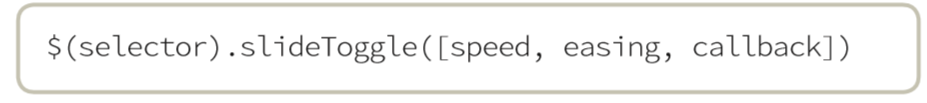 $(selector).slideToggle([speed, easing, callback])